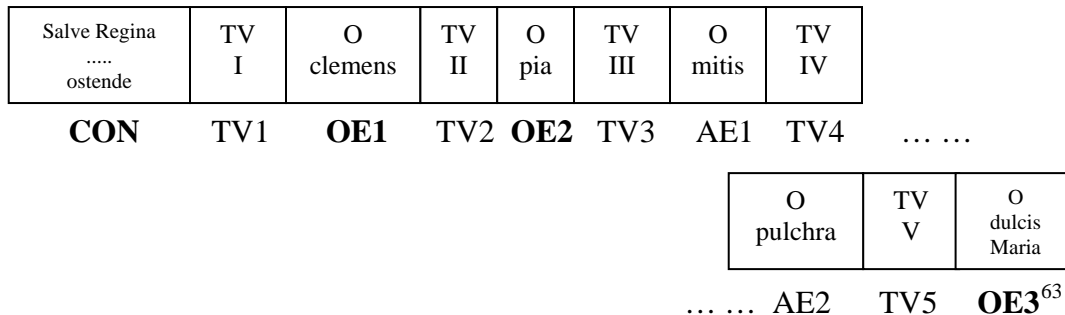 Salve Regina TV O TV O TV O TV
..... I clemens II pia III mitis IV
ostende
CON TV1 OE1 TV2 OE2 TV3 AE1 TV4 … …
O TV O
pulchra V dulcis
Maria
… … AE2 TV5 OE3⁶³